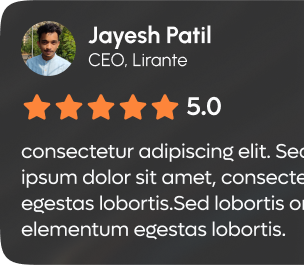 Jayesh Patil
CEO, Lirante
5.0
consectetur adipiscing elit. Sed
ipsum dolor sit amet, consecte
egestas lobortis.Sed lobortis or
elementum egestas lobortis.